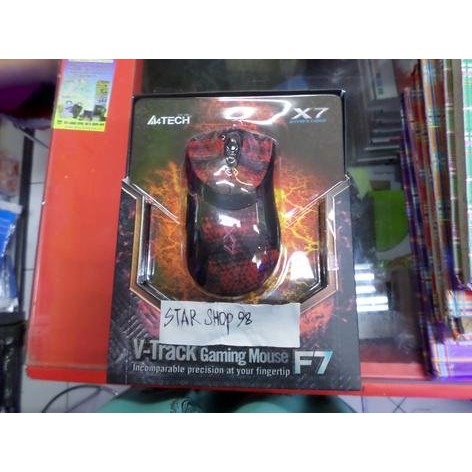 A4TECH
X7
STAR SHOP 98
V-Track Gaming Mouse F7
Incomparable precision at your fingertip